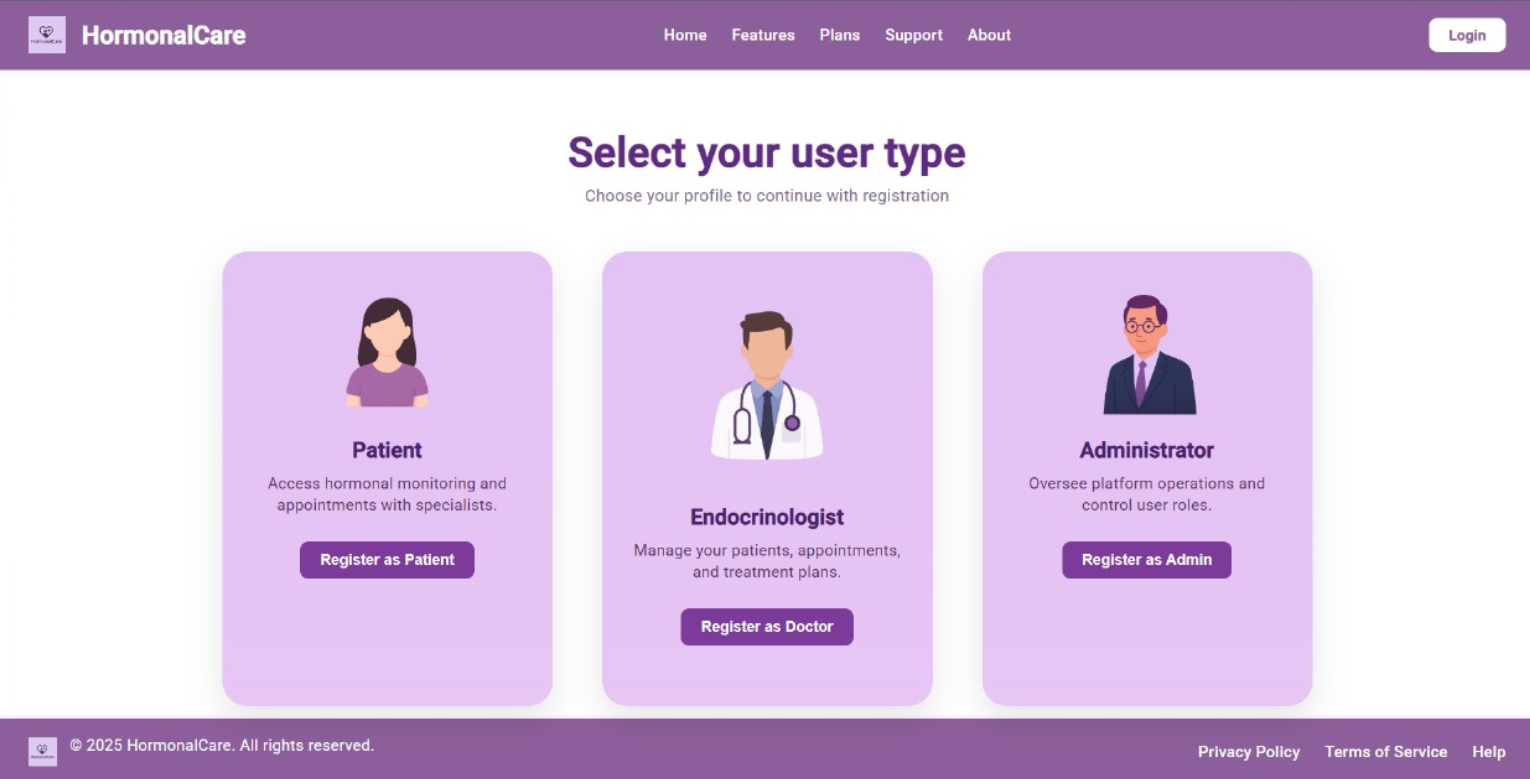 HormonalCare
Home Features Plans Support About
Login
Select your user type
Choose your profile to continue with registration
Patient
Access hormonal monitoring and
appointments with specialists.
Register as Patient
Endocrinologist
Manage your patients, appointments,
and treatment plans.
Register as Doctor
Administrator
Oversee platform operations and
control user roles.
Register as Admin
© 2025 HormonalCare. All rights reserved.
Privacy Policy Terms of Service Help